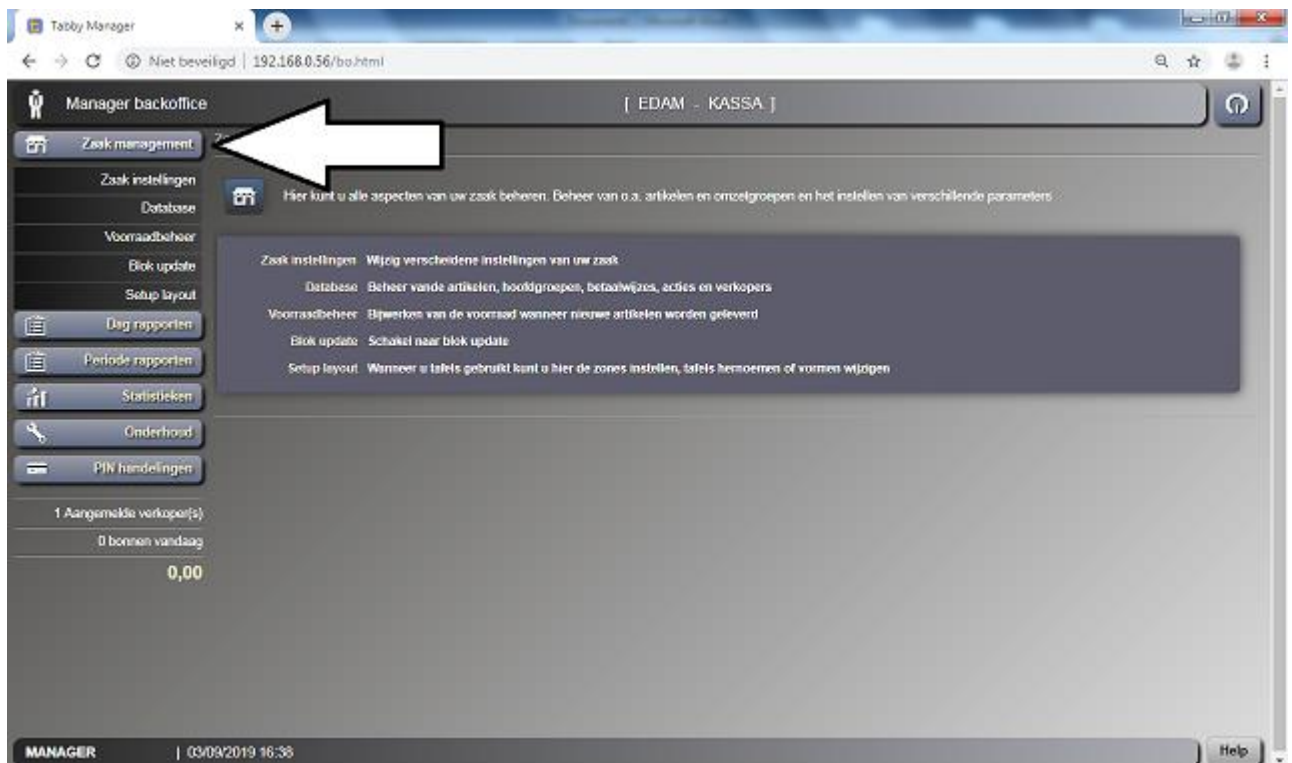 Tabby Manager
Niet beveiligd | 192.168.0.56/bo.html
Manager backoffice
[ EDAM - KASSA ]
Zaak management
Zaak instellingen
Database
Voorraadbeheer
Blok update
Setup layout
Dag rapporten
Periode rapporten
Statistieken
Onderhoud
PIN handelingen
1 Aangemelde verkoper(s)
0 bonnen vandaag
0,00
Hier kunt u alle aspecten van uw zaak beheren. Beheer van o.a. artikelen en omzetgroepen en het instellen van verschillende parameters
Zaak instellingen Wijzig verscheidene instellingen van uw zaak
Database Beheer vande artikelen, hoofdgroepen, betaalwijzes, acties en verkopers
Voorraadbeheer Bijwerken van de voorraad wanneer nieuwe artikelen worden geleverd
Blok update Schakel naar blok update
Setup layout Wanneer u tafels gebruikt kunt u hier de zones instellen, tafels hernoemen of vormen wijzigen
MANAGER | 03/09/2019 16:38
Help